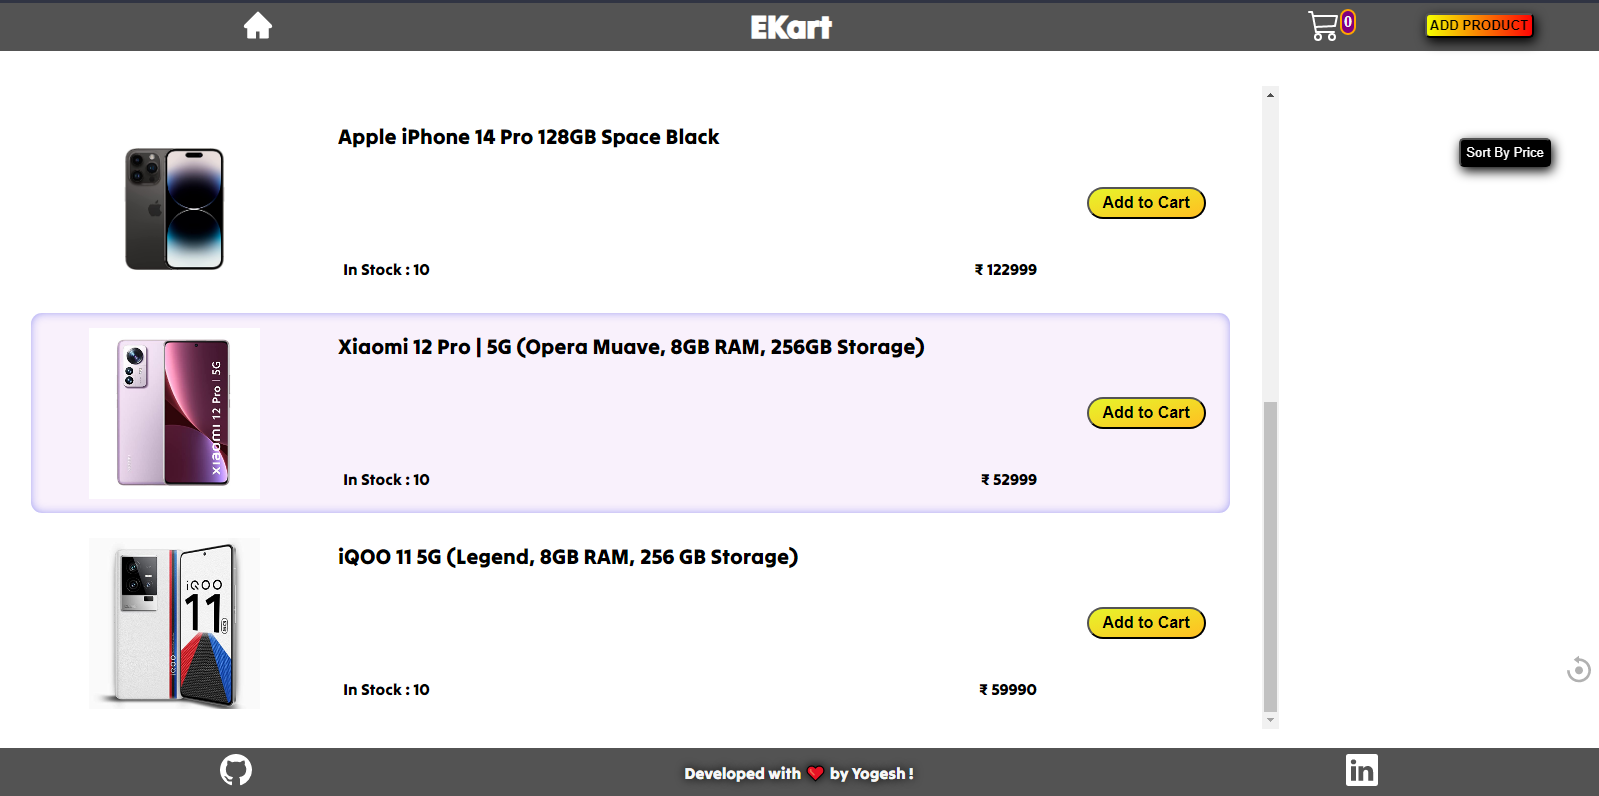 EKart
0
ADD PRODUCT
Apple iPhone 14 Pro 128GB Space Black
Sort By Price
Add to Cart
In Stock : 10
₹ 122999
Xiaomi 12 Pro | 5G (Opera Muave, 8GB RAM, 256GB Storage)
xiaomi 12 Pro | 5G
Add to Cart
In Stock : 10
₹ 52999
iQOO 11 5G (Legend, 8GB RAM, 256 GB Storage)
iQOO
11
iQOO
Add to Cart
In Stock : 10
₹ 59990
Developed with ❤ by Yogesh !
in